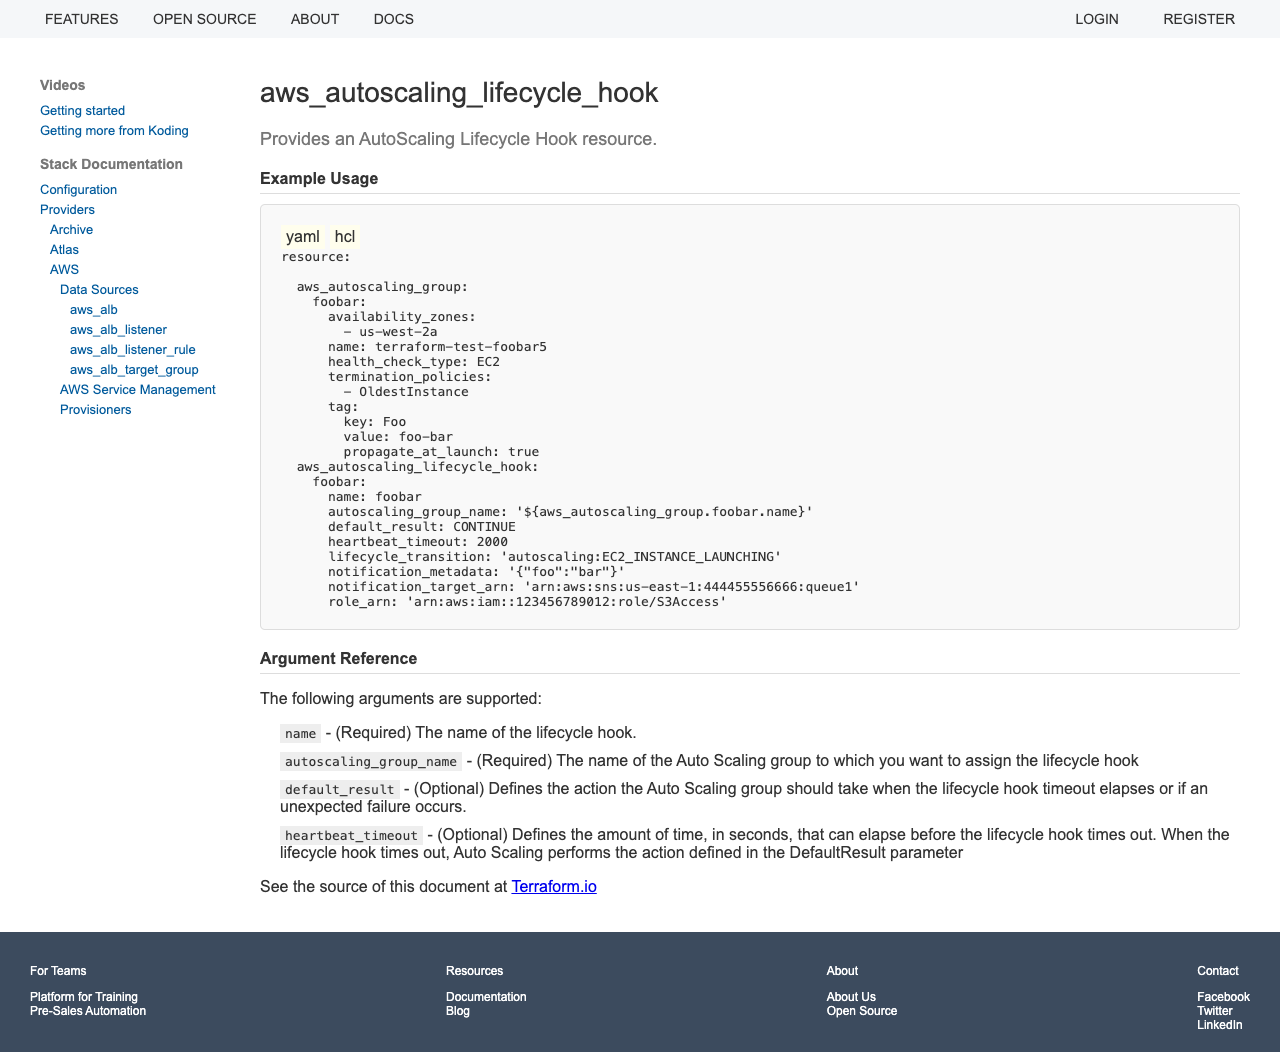 FEATURES OPEN SOURCE ABOUT DOCS LOGIN REGISTER
Videos
Getting started
Getting more from Koding
Stack Documentation
Configuration
Providers
Archive
Atlas
AWS
Data Sources
aws_alb
aws_alb_listener
aws_alb_listener_rule
aws_alb_target_group
AWS Service Management
Provisioners
aws_autoscaling_lifecycle_hook
Provides an AutoScaling Lifecycle Hook resource.
Example Usage
yaml hcl
resource:
aws_autoscaling_group:
foobar:
availability_zones:
- us-west-2a
name: terraform-test-foobar5
health_check_type: EC2
termination_policies:
- OldestInstance
tag:
key: Foo
value: foo-bar
propagate_at_launch: true
aws_autoscaling_lifecycle_hook:
foobar:
name: foobar
autoscaling_group_name: '${aws_autoscaling_group.foobar.name}'
default_result: CONTINUE
heartbeat_timeout: 2000
lifecycle_transition: 'autoscaling:EC2_INSTANCE_LAUNCHING'
notification_metadata: '{"foo":"bar"}'
notification_target_arn: 'arn:aws:sns:us-east-1:444455556666:queue1'
role_arn: 'arn:aws:iam::123456789012:role/S3Access'
Argument Reference
The following arguments are supported:
name - (Required) The name of the lifecycle hook.
autoscaling_group_name - (Required) The name of the Auto Scaling group to which you want to assign the lifecycle hook
default_result - (Optional) Defines the action the Auto Scaling group should take when the lifecycle hook timeout elapses or if an
unexpected failure occurs.
heartbeat_timeout - (Optional) Defines the amount of time, in seconds, that can elapse before the lifecycle hook times out. When the
lifecycle hook times out, Auto Scaling performs the action defined in the DefaultResult parameter
See the source of this document at Terraform.io
For Teams
Platform for Training
Pre-Sales Automation
Resources
Documentation
Blog
About
About Us
Open Source
Contact
Facebook
Twitter
LinkedIn